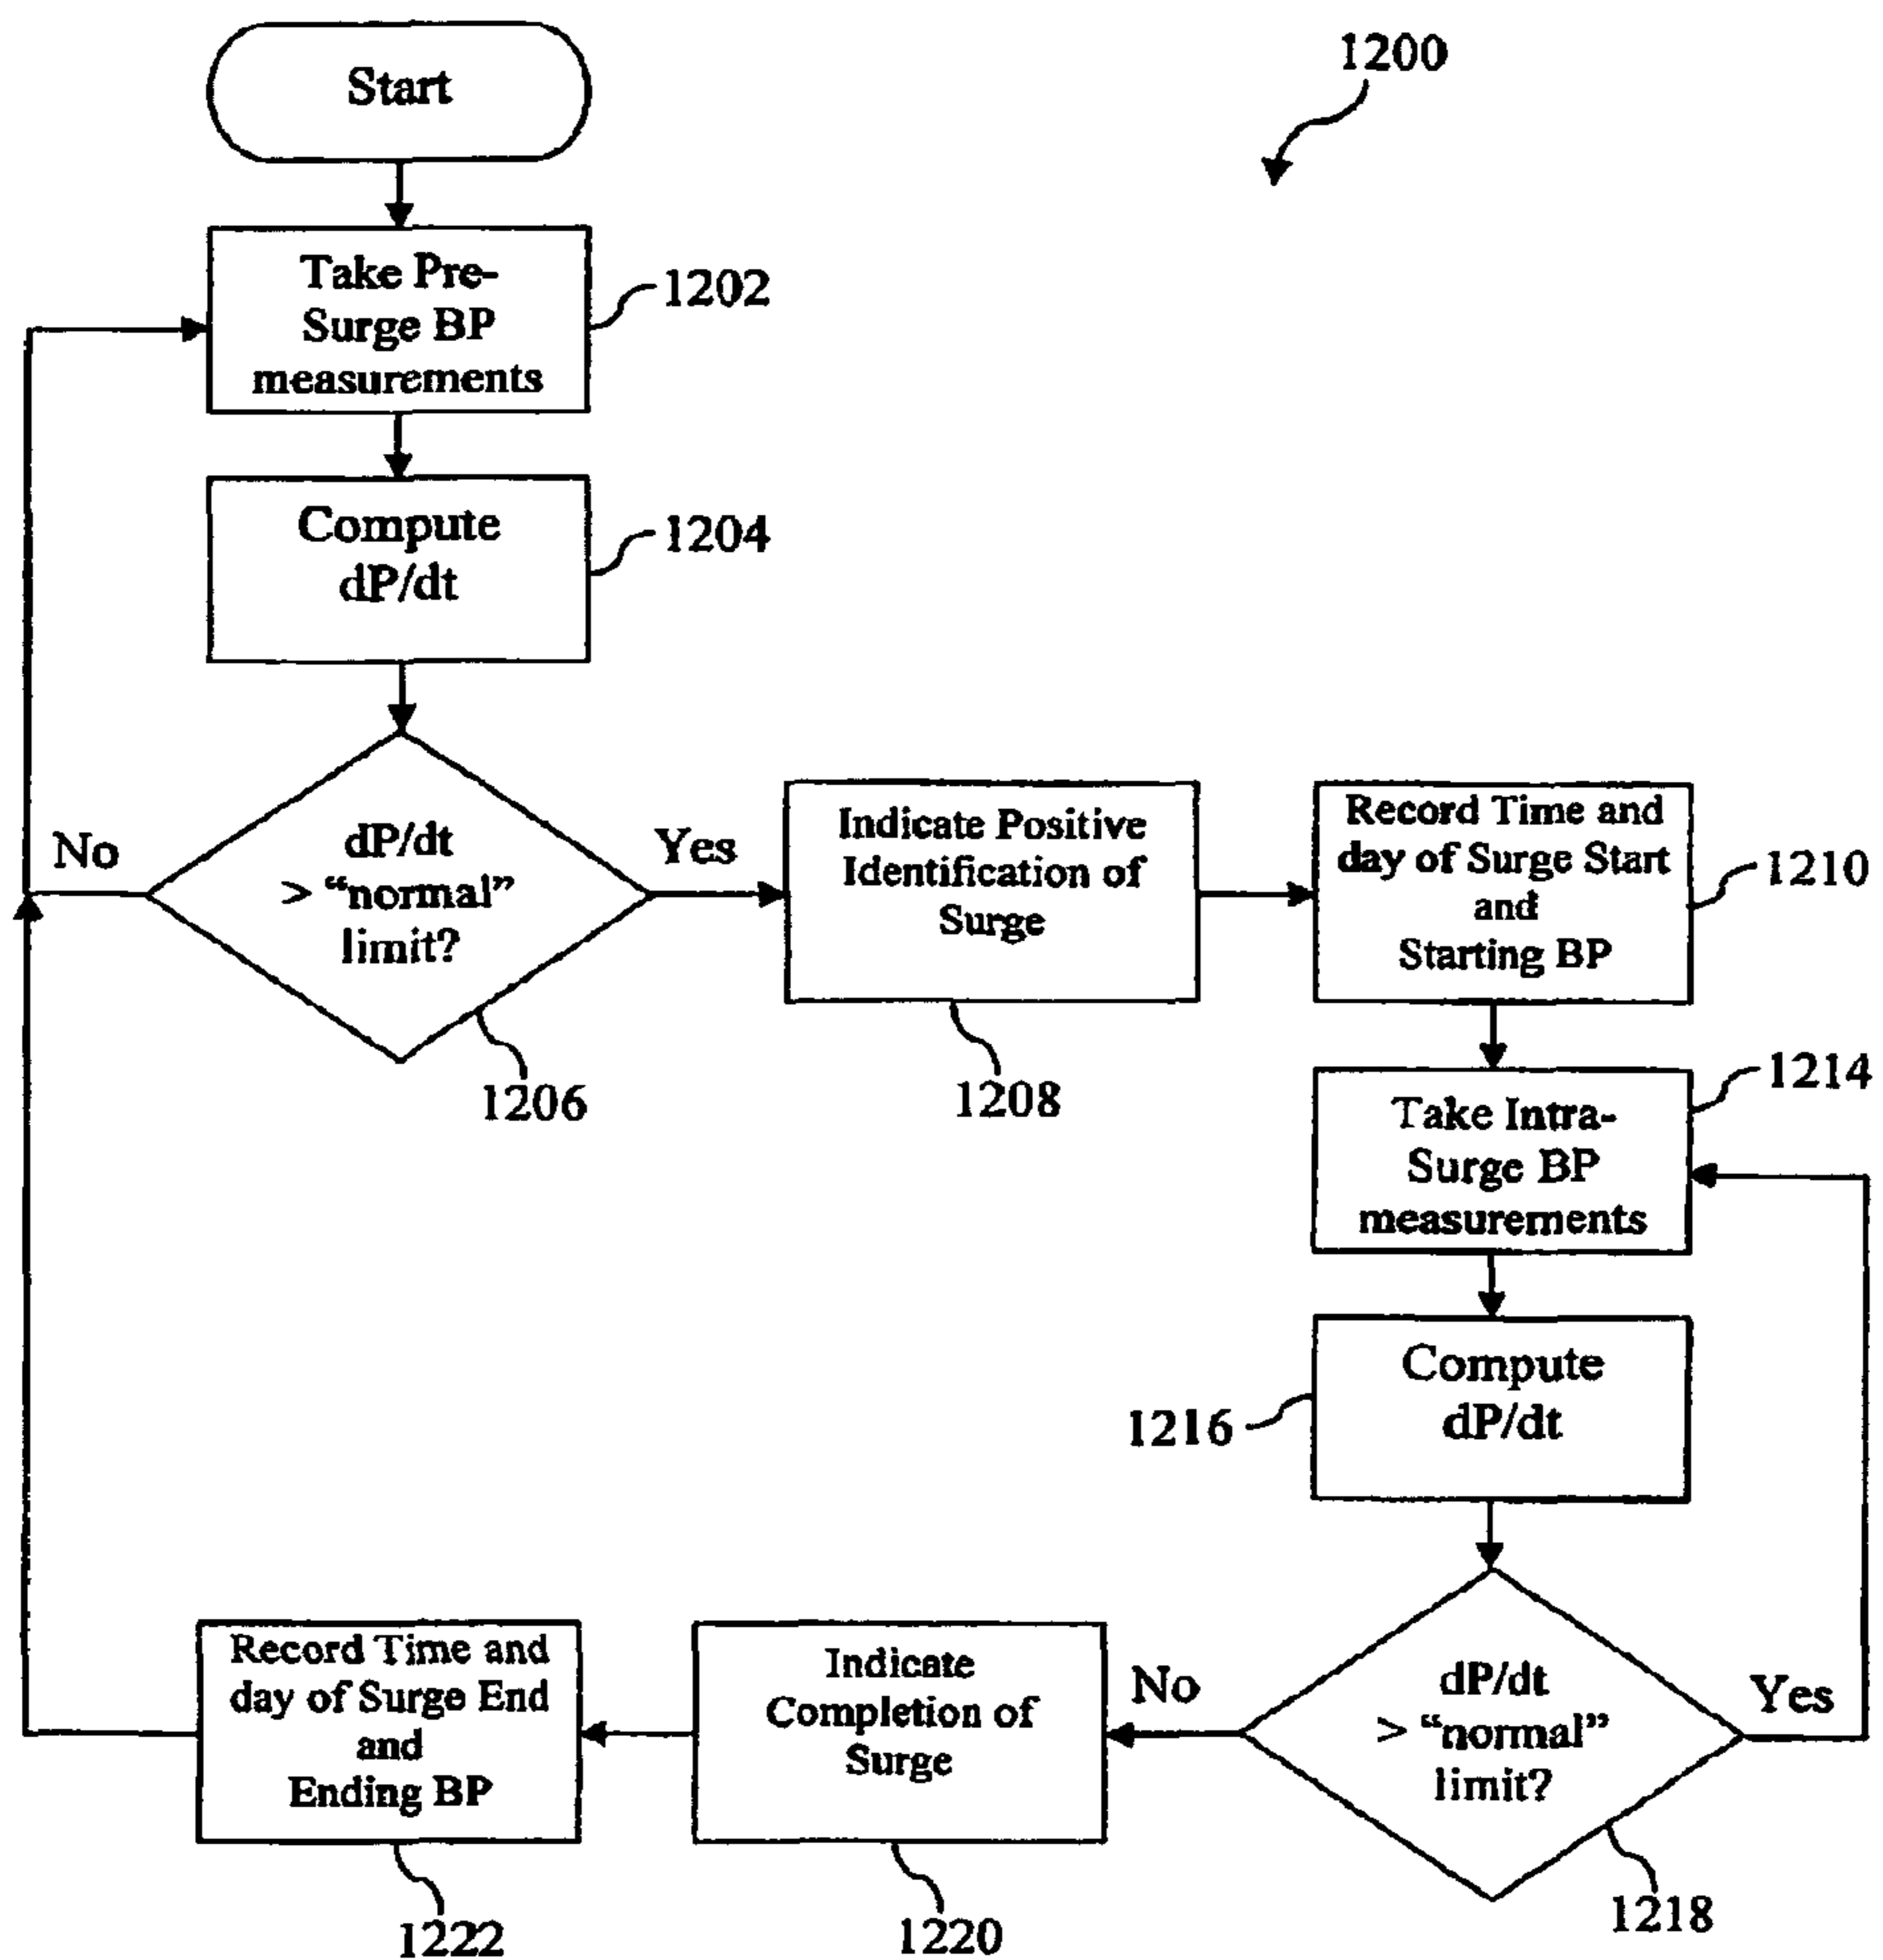 Start
1200
Take Pre-
Surge BP
measurements
1202
Compute
dP/dt
1204
dP/dt
> “normal”
limit?
No
Yes
1206
Indicate Positive
Identification of
Surge
1208
Record Time and
day of Surge Start
and
Starting BP
1210
Take Intra-
Surge BP
measurements
1214
Compute
dP/dt
1216
dP/dt
> “normal”
limit?
Yes
No
1218
Indicate
Completion of
Surge
1220
Record Time and
day of Surge End
and
Ending BP
1222